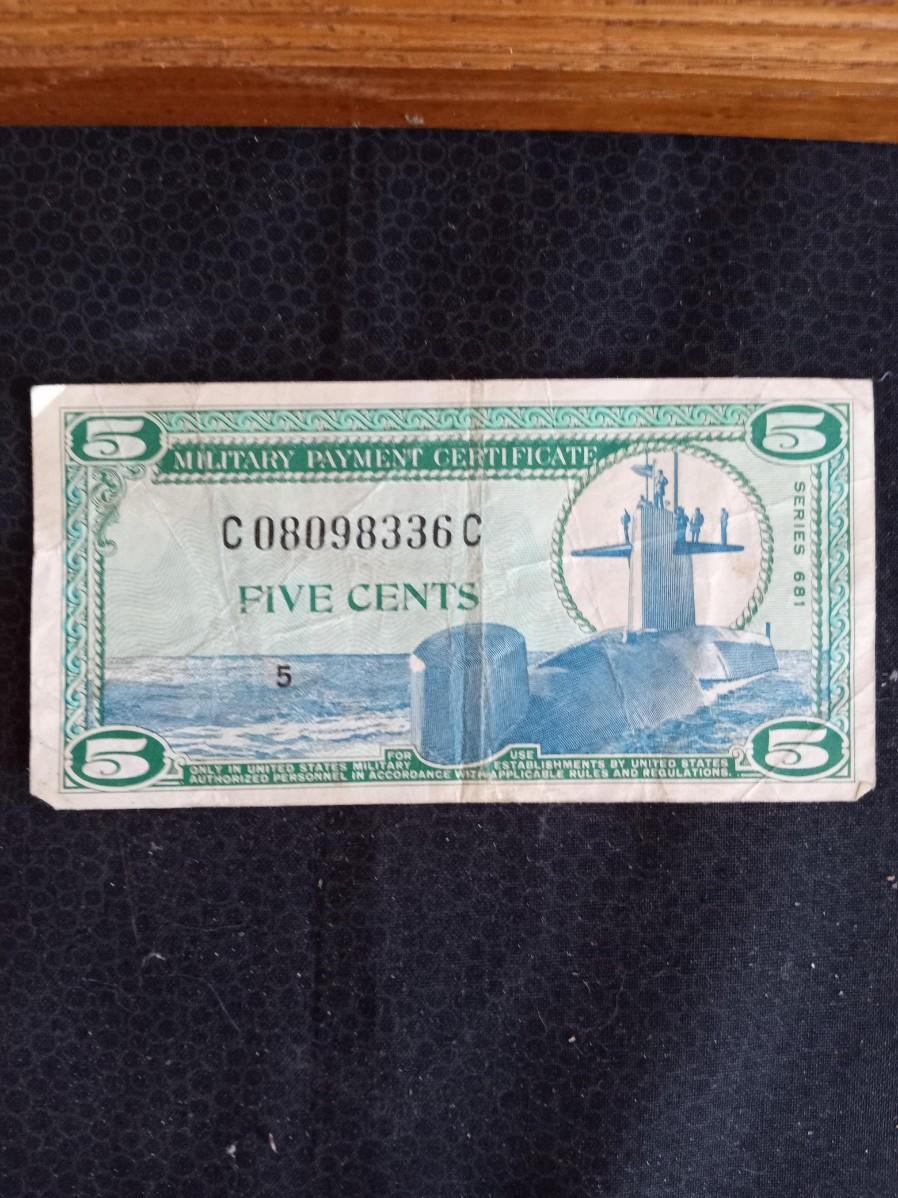 5 5
MILITARY PAYMENT CERTIFICATE
SERIES 681
C08098336C
FIVE CENTS
5
5 5
FOR USE
ONLY IN UNITED STATES MILITARY ESTABLISHMENTS BY UNITED STATES
AUTHORIZED PERSONNEL IN ACCORDANCE WITH APPLICABLE RULES AND REGULATIONS.